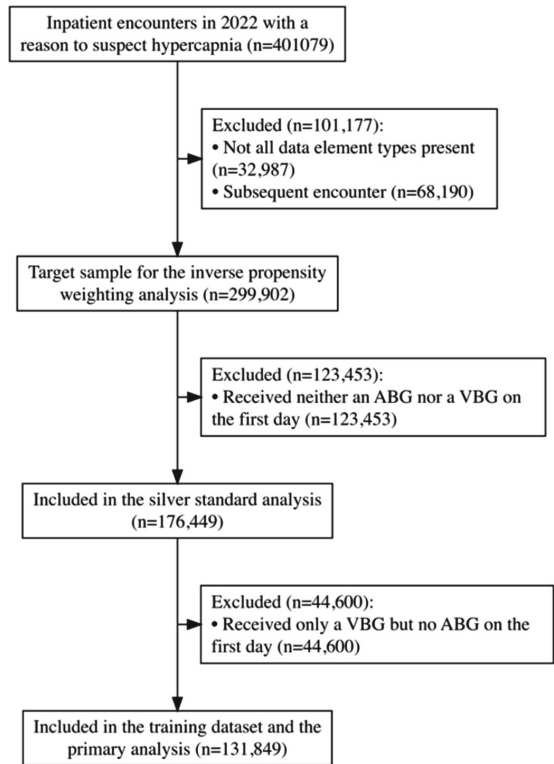 Inpatient encounters in 2022 with a
reason to suspect hypercapnia (n=401079)
Excluded (n=101,177):
• Not all data element types present
(n=32,987)
• Subsequent encounter (n=68,190)
Target sample for the inverse propensity
weighting analysis (n=299,902)
Excluded (n=123,453):
• Received neither an ABG nor a VBG on
the first day (n=123,453)
Included in the silver standard analysis
(n=176,449)
Excluded (n=44,600):
• Received only a VBG but no ABG on the
first day (n=44,600)
Included in the training dataset and the
primary analysis (n=131,849)